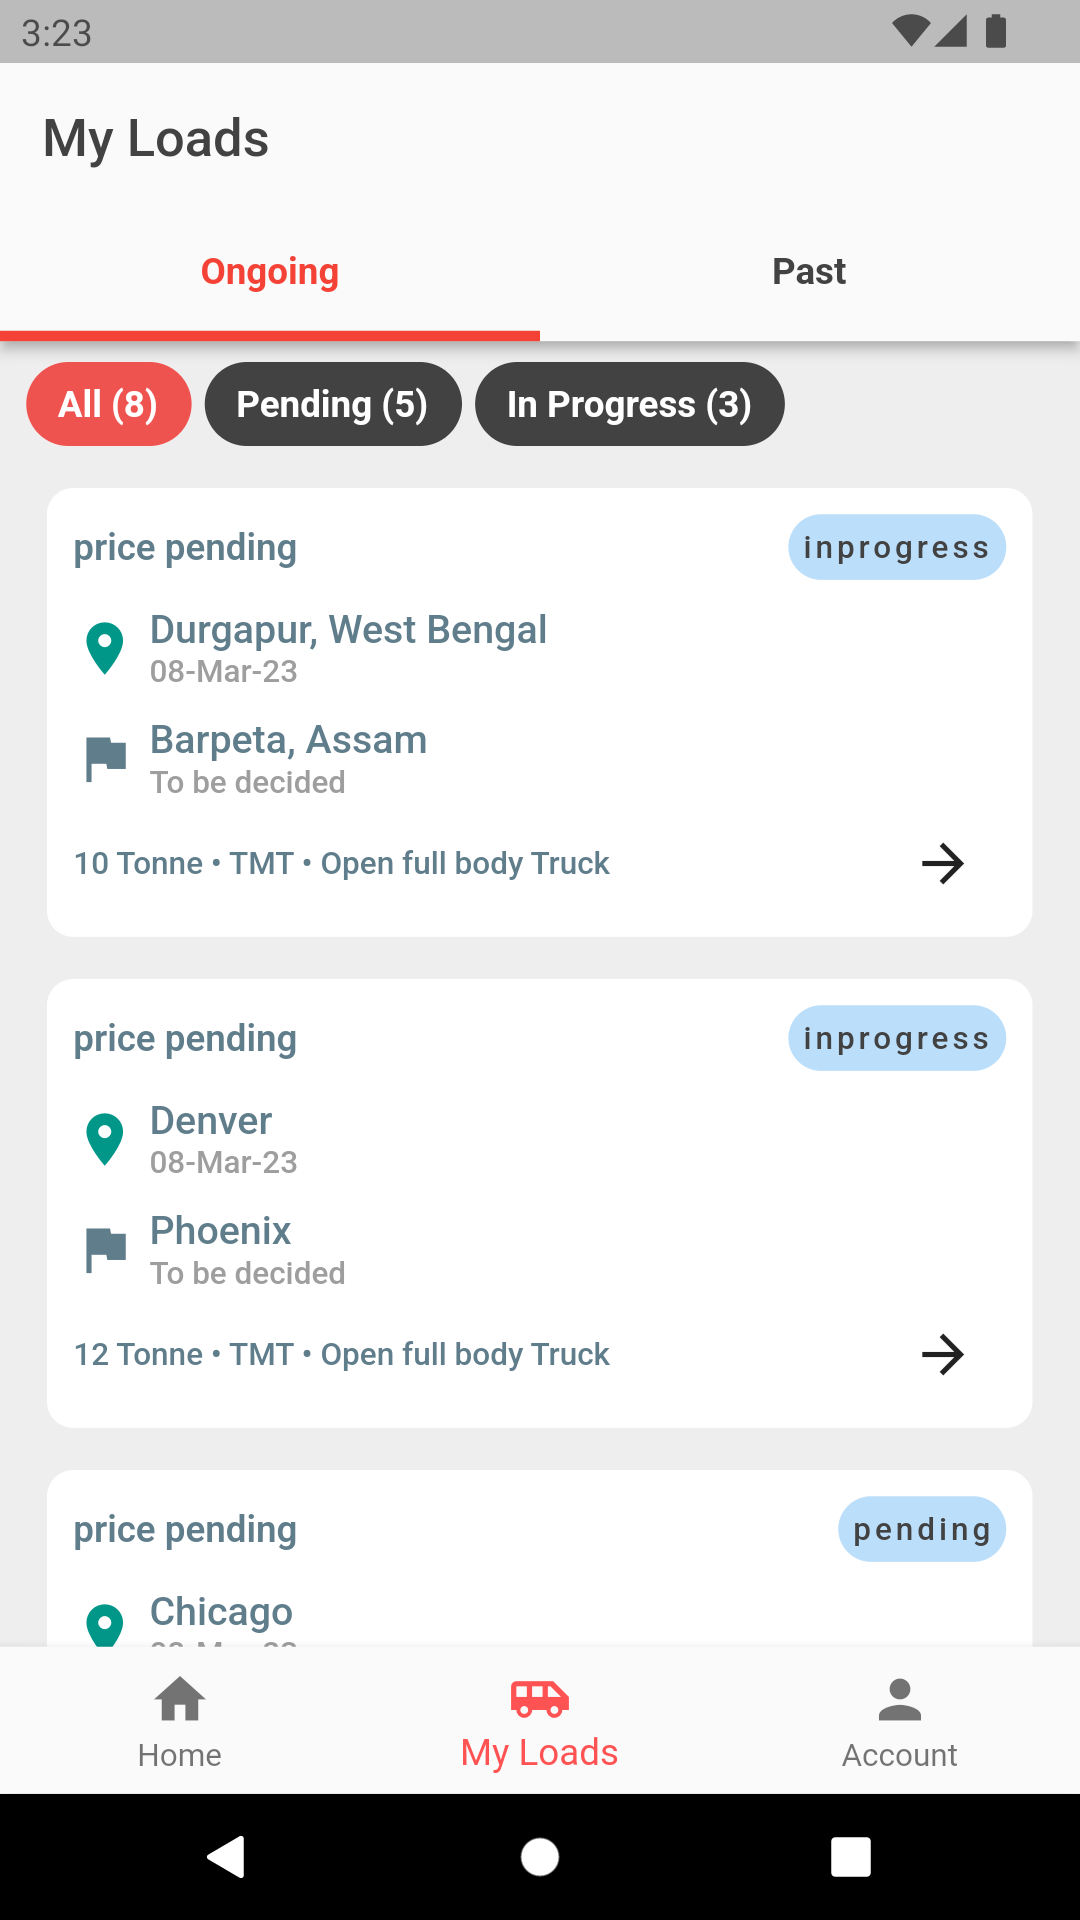 3:23
My Loads
Ongoing
Past
All (8)
Pending (5)
In Progress (3)
price pending
inprogress
Durgapur, West Bengal
08-Mar-23
Barpeta, Assam
To be decided
10 Tonne • TMT • Open full body Truck
price pending
inprogress
Denver
08-Mar-23
Phoenix
To be decided
12 Tonne • TMT • Open full body Truck
price pending
pending
Chicago
Home
My Loads
Account